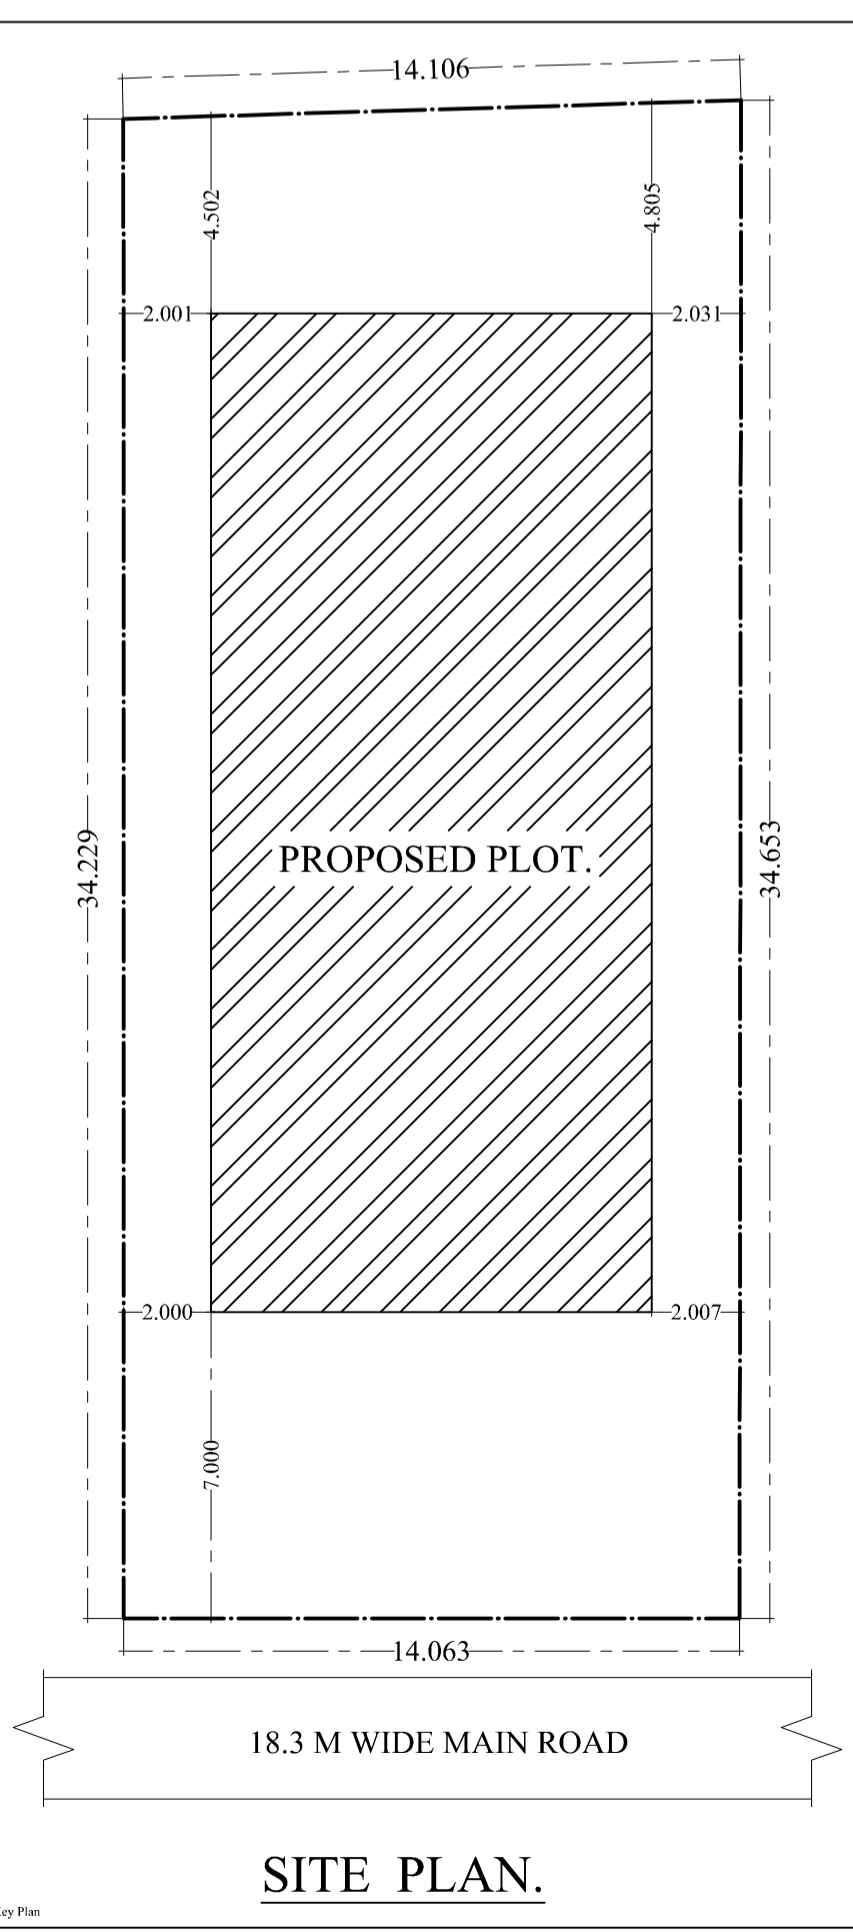 14.106
4.502
4.805
2.001
2.031
34.229
PROPOSED PLOT.
34.653
2.000
2.007
7.000
14.063
18.3 M WIDE MAIN ROAD
SITE PLAN.
Plan